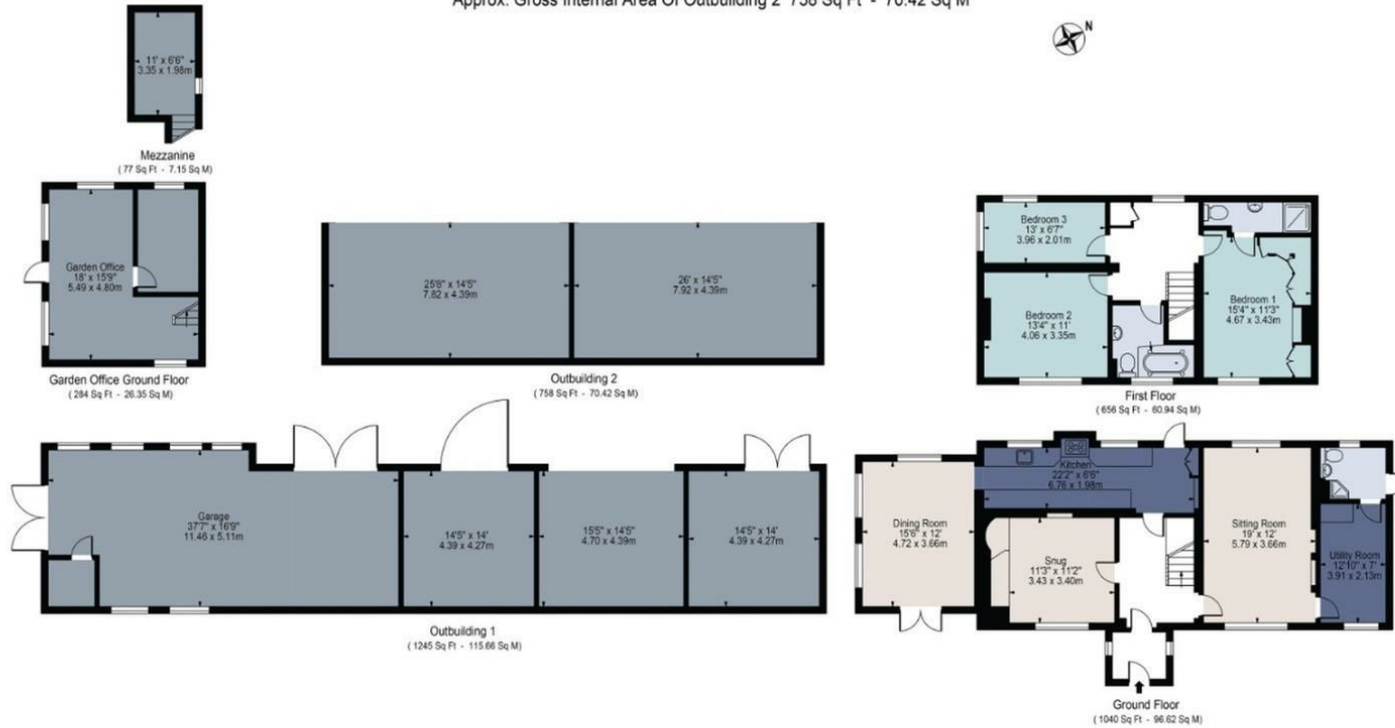 Approx. Gross Internal Area Of Outbuilding 2 758 Sq Ft - 70.42 Sq M
N
11' x 6'6"
3.35 x 1.98m
Mezzanine
( 77 Sq Ft - 7.15 Sq M)
Garden Office
18' x 15'9"
5.49 x 4.80m
Garden Office Ground Floor
( 284 Sq Ft - 26.35 Sq M)
25'8" x 14'5"
7.82 x 4.39m
26' x 14'5"
7.92 x 4.39m
Outbuilding 2
( 758 Sq Ft - 70.42 Sq M)
Bedroom 3
13' x 6'7"
3.96 x 2.01m
Bedroom 2
13'4" x 11'
4.06 x 3.35m
Bedroom 1
15'4" x 11'3"
4.67 x 3.43m
First Floor
( 656 Sq Ft - 60.94 Sq M)
Garage
37'7" x 16'9"
11.46 x 5.11m
14'5" x 14'
4.39 x 4.27m
15'5" x 14'5"
4.70 x 4.39m
14'5" x 14'
4.39 x 4.27m
Outbuilding 1
( 1245 Sq Ft - 115.66 Sq M)
Kitchen
22'2" x 6'6"
6.76 x 1.98m
Dining Room
15'6" x 12'
4.72 x 3.66m
Snug
11'3" x 11'2"
3.43 x 3.40m
Sitting Room
19' x 12'
5.79 x 3.66m
Utility Room
12'10" x 7'
3.91 x 2.13m
Ground Floor
( 1040 Sq Ft - 96.62 Sq M)